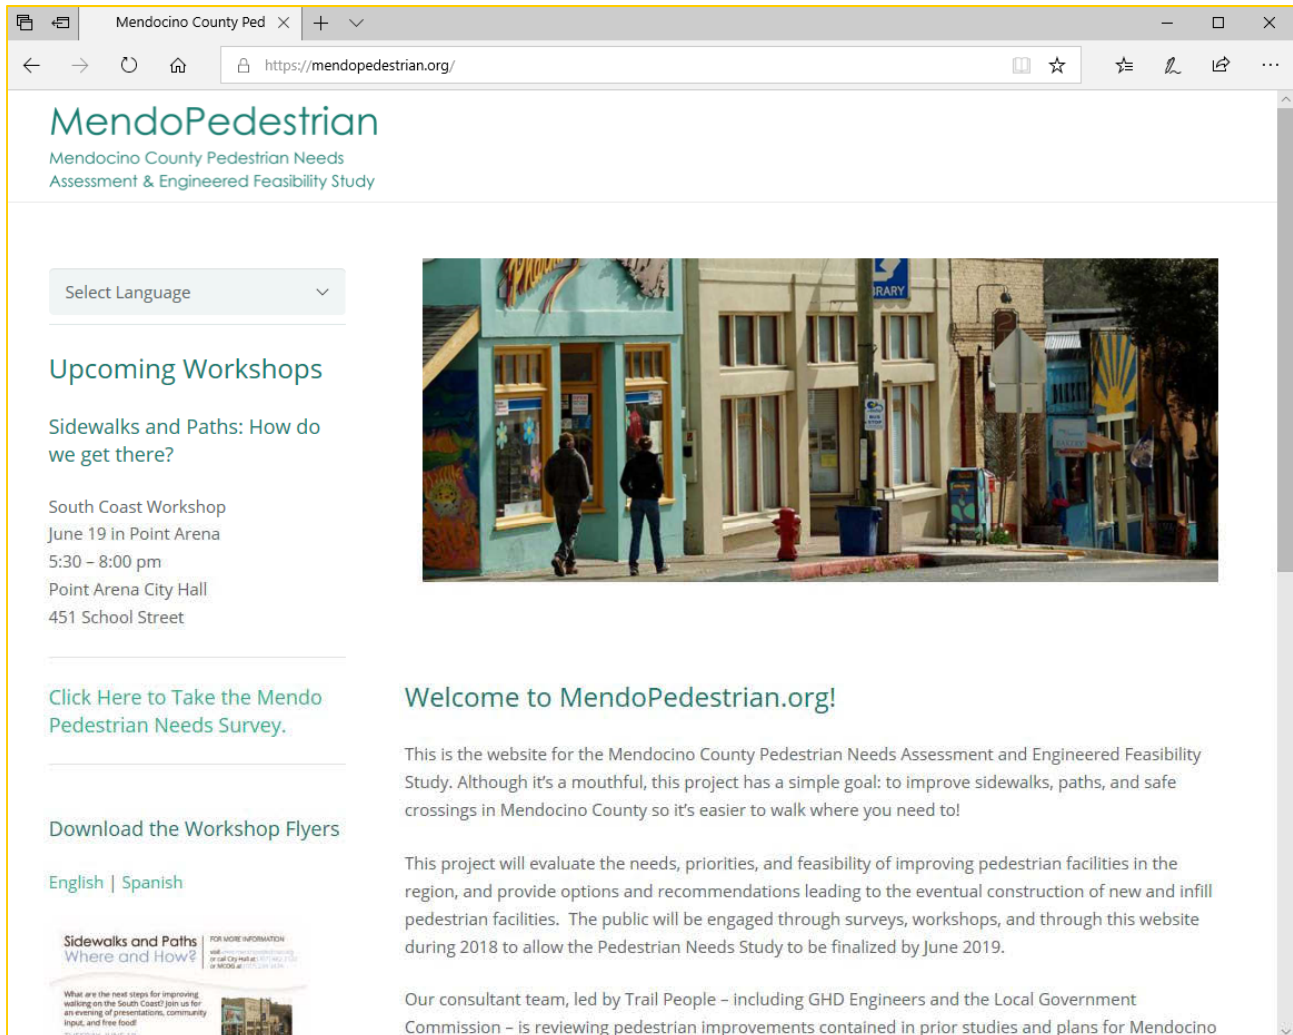 Mendocino County Ped
https://mendopedestrian.org/
MendoPedestrian
Mendocino County Pedestrian Needs
Assessment & Engineered Feasibility Study
Select Language
LIBRARY
BUS
STOP
BAKERY
Upcoming Workshops
Sidewalks and Paths: How do
we get there?
South Coast Workshop
June 19 in Point Arena
5:30 – 8:00 pm
Point Arena City Hall
451 School Street
Click Here to Take the Mendo
Pedestrian Needs Survey.
Download the Workshop Flyers
English | Spanish
Sidewalks and Paths
Where and How?
FOR MORE INFORMATION
What are the next steps for improving
walking on the South Coast? Join us for
an evening of presentations, community
input, and free food!
Welcome to MendoPedestrian.org!
This is the website for the Mendocino County Pedestrian Needs Assessment and Engineered Feasibility
Study. Although it’s a mouthful, this project has a simple goal: to improve sidewalks, paths, and safe
crossings in Mendocino County so it’s easier to walk where you need to!
This project will evaluate the needs, priorities, and feasibility of improving pedestrian facilities in the
region, and provide options and recommendations leading to the eventual construction of new and infill
pedestrian facilities.  The public will be engaged through surveys, workshops, and through this website
during 2018 to allow the Pedestrian Needs Study to be finalized by June 2019.
Our consultant team, led by Trail People – including GHD Engineers and the Local Government
Commission – is reviewing pedestrian improvements contained in prior studies and plans for Mendocino